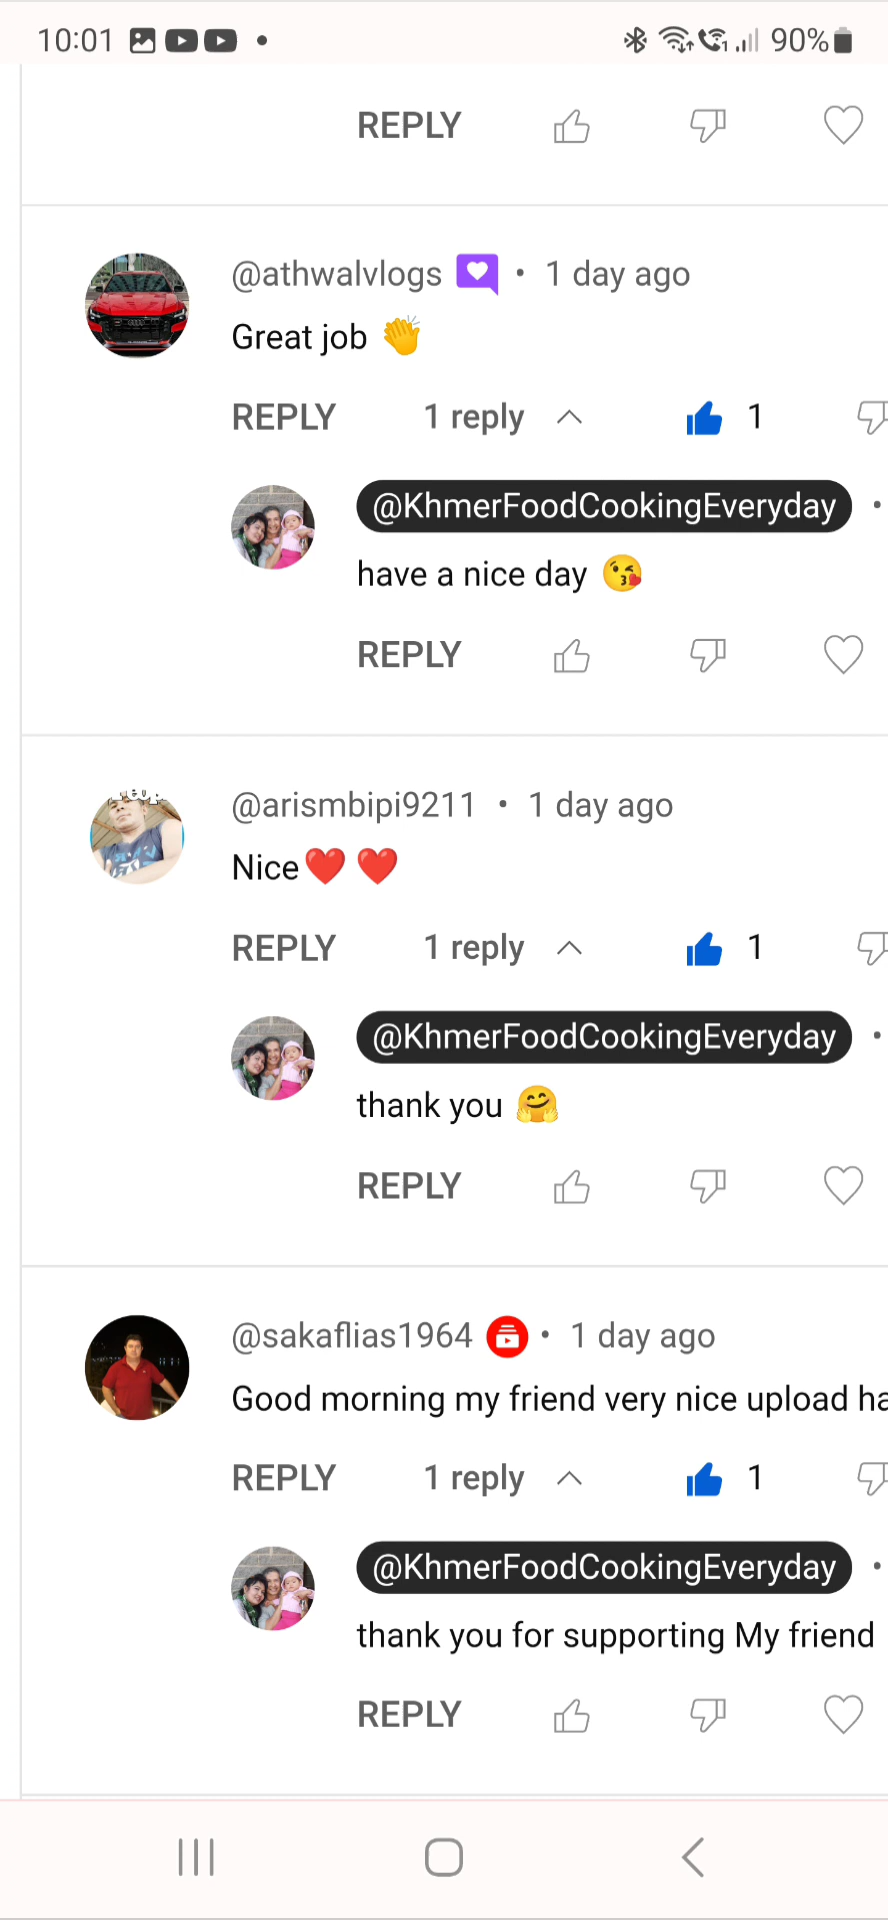 10:01 90%
REPLY
@athwalvlogs • 1 day ago
Great job 👏
REPLY 1 reply 1
@KhmerFoodCookingEveryday •
have a nice day 😘
REPLY
@arismbipi9211 • 1 day ago
Nice❤️❤️
REPLY 1 reply 1
@KhmerFoodCookingEveryday •
thank you 🤗
REPLY
@sakaflias1964 • 1 day ago
Good morning my friend very nice upload ha
REPLY 1 reply 1
@KhmerFoodCookingEveryday •
thank you for supporting My friend
REPLY